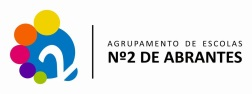 AGRUPAMENTO DE ESCOLAS
Nº2 DE ABRANTES